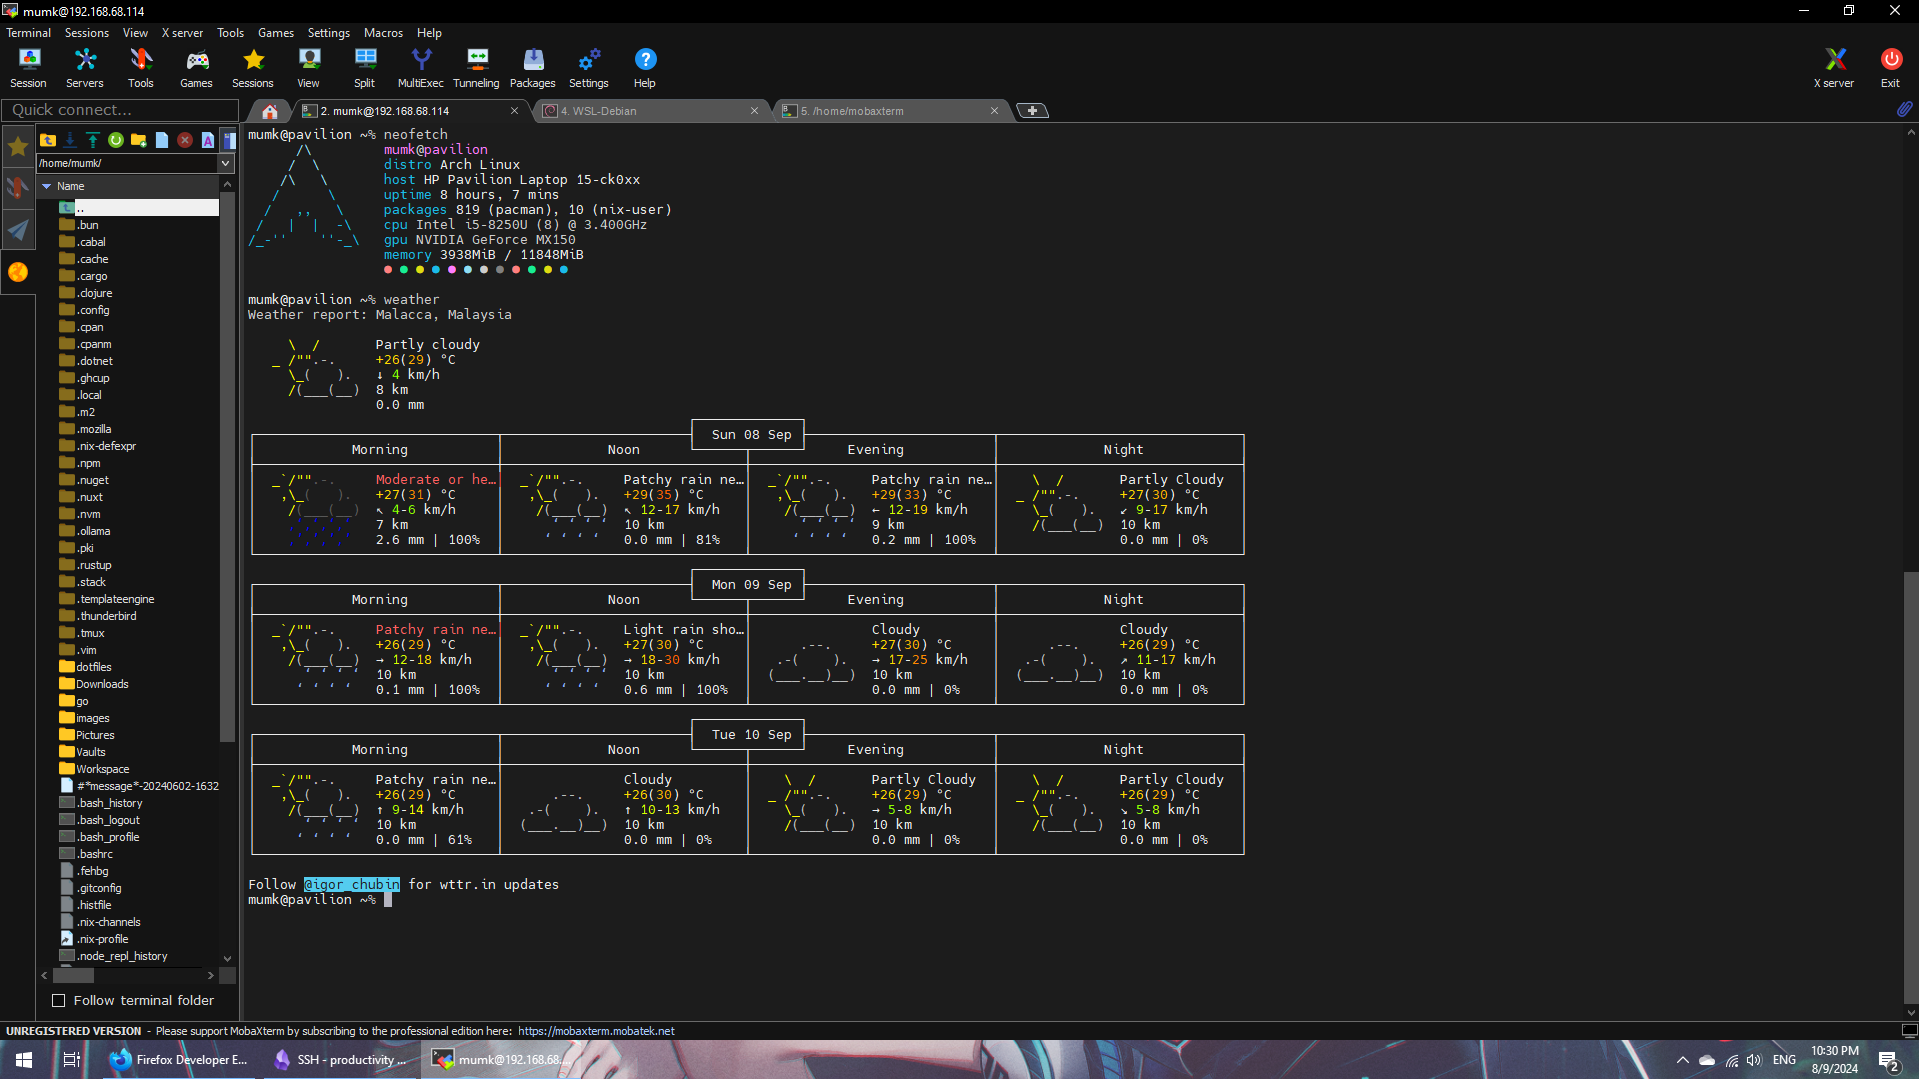 mumk@192.168.68.114
Terminal Sessions View X server Tools Games Settings Macros Help
Session Servers Tools Games Sessions View Split MultiExec Tunneling Packages Settings Help X server Exit
Quick connect...
2. mumk@192.168.68.114
4. WSL-Debian
5. /home/mobaxterm
/home/mumk/
Name
..
.bun
.cabal
.cache
.cargo
.clojure
.config
.cpan
.cpanm
.dotnet
.ghcup
.local
.m2
.mozilla
.nix-defexpr
.npm
.nuget
.nuxt
.nvm
.ollama
.pki
.rustup
.stack
.templateengine
.thunderbird
.tmux
.vim
dotfiles
Downloads
go
images
Pictures
Vaults
Workspace
#*message*-20240602-1632
.bash_history
.bash_logout
.bash_profile
.bashrc
.fehbg
.gitconfig
.histfile
.nix-channels
.nix-profile
.node_repl_history
Follow terminal folder
mumk@pavilion ~% neofetch
mumk@pavilion
distro Arch Linux
host HP Pavilion Laptop 15-ck0xx
uptime 8 hours, 7 mins
packages 819 (pacman), 10 (nix-user)
cpu Intel i5-8250U (8) @ 3.400GHz
gpu NVIDIA GeForce MX150
memory 3938MiB / 11848MiB
mumk@pavilion ~% weather
Weather report: Malacca, Malaysia
Partly cloudy
+26(29) °C
↓ 4 km/h
8 km
0.0 mm
Sun 08 Sep
Morning Noon Evening Night
Moderate or he… Patchy rain ne… Patchy rain ne… Partly Cloudy
+27(31) °C +29(35) °C +29(33) °C +27(30) °C
↖ 4-6 km/h ↖ 12-17 km/h ← 12-19 km/h ↙ 9-17 km/h
7 km 10 km 9 km 10 km
2.6 mm | 100% 0.0 mm | 81% 0.2 mm | 100% 0.0 mm | 0%
Mon 09 Sep
Morning Noon Evening Night
Patchy rain ne… Light rain sho… Cloudy Cloudy
+26(29) °C +27(30) °C +27(30) °C +26(29) °C
→ 12-18 km/h → 18-30 km/h → 17-25 km/h ↗ 11-17 km/h
10 km 10 km 10 km 10 km
0.1 mm | 100% 0.6 mm | 100% 0.0 mm | 0% 0.0 mm | 0%
Tue 10 Sep
Morning Noon Evening Night
Patchy rain ne… Cloudy Partly Cloudy Partly Cloudy
+26(29) °C +26(30) °C +26(29) °C +26(29) °C
↑ 9-14 km/h ↑ 10-13 km/h → 5-8 km/h ↘ 5-8 km/h
10 km 10 km 10 km 10 km
0.0 mm | 61% 0.0 mm | 0% 0.0 mm | 0% 0.0 mm | 0%
Follow @igor_chubin for wttr.in updates
mumk@pavilion ~%
UNREGISTERED VERSION - Please support MobaXterm by subscribing to the professional edition here: https://mobaxterm.mobatek.net
Firefox Developer E...
SSH - productivity ...
mumk@192.168.68....
ENG
10:30 PM
8/9/2024
2